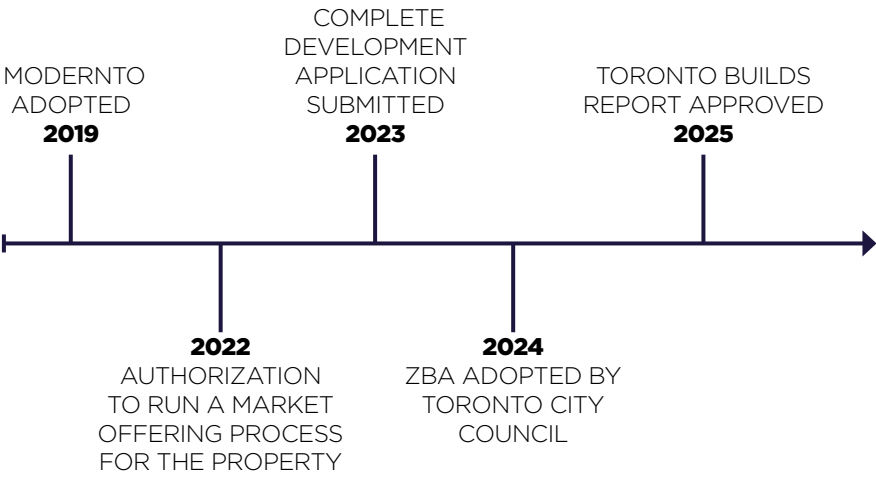 MODERNTO
ADOPTED
2019
2022
AUTHORIZATION
TO RUN A MARKET
OFFERING PROCESS
FOR THE PROPERTY
COMPLETE
DEVELOPMENT
APPLICATION
SUBMITTED
2023
2024
ZBA ADOPTED BY
TORONTO CITY
COUNCIL
TORONTO BUILDS
REPORT APPROVED
2025